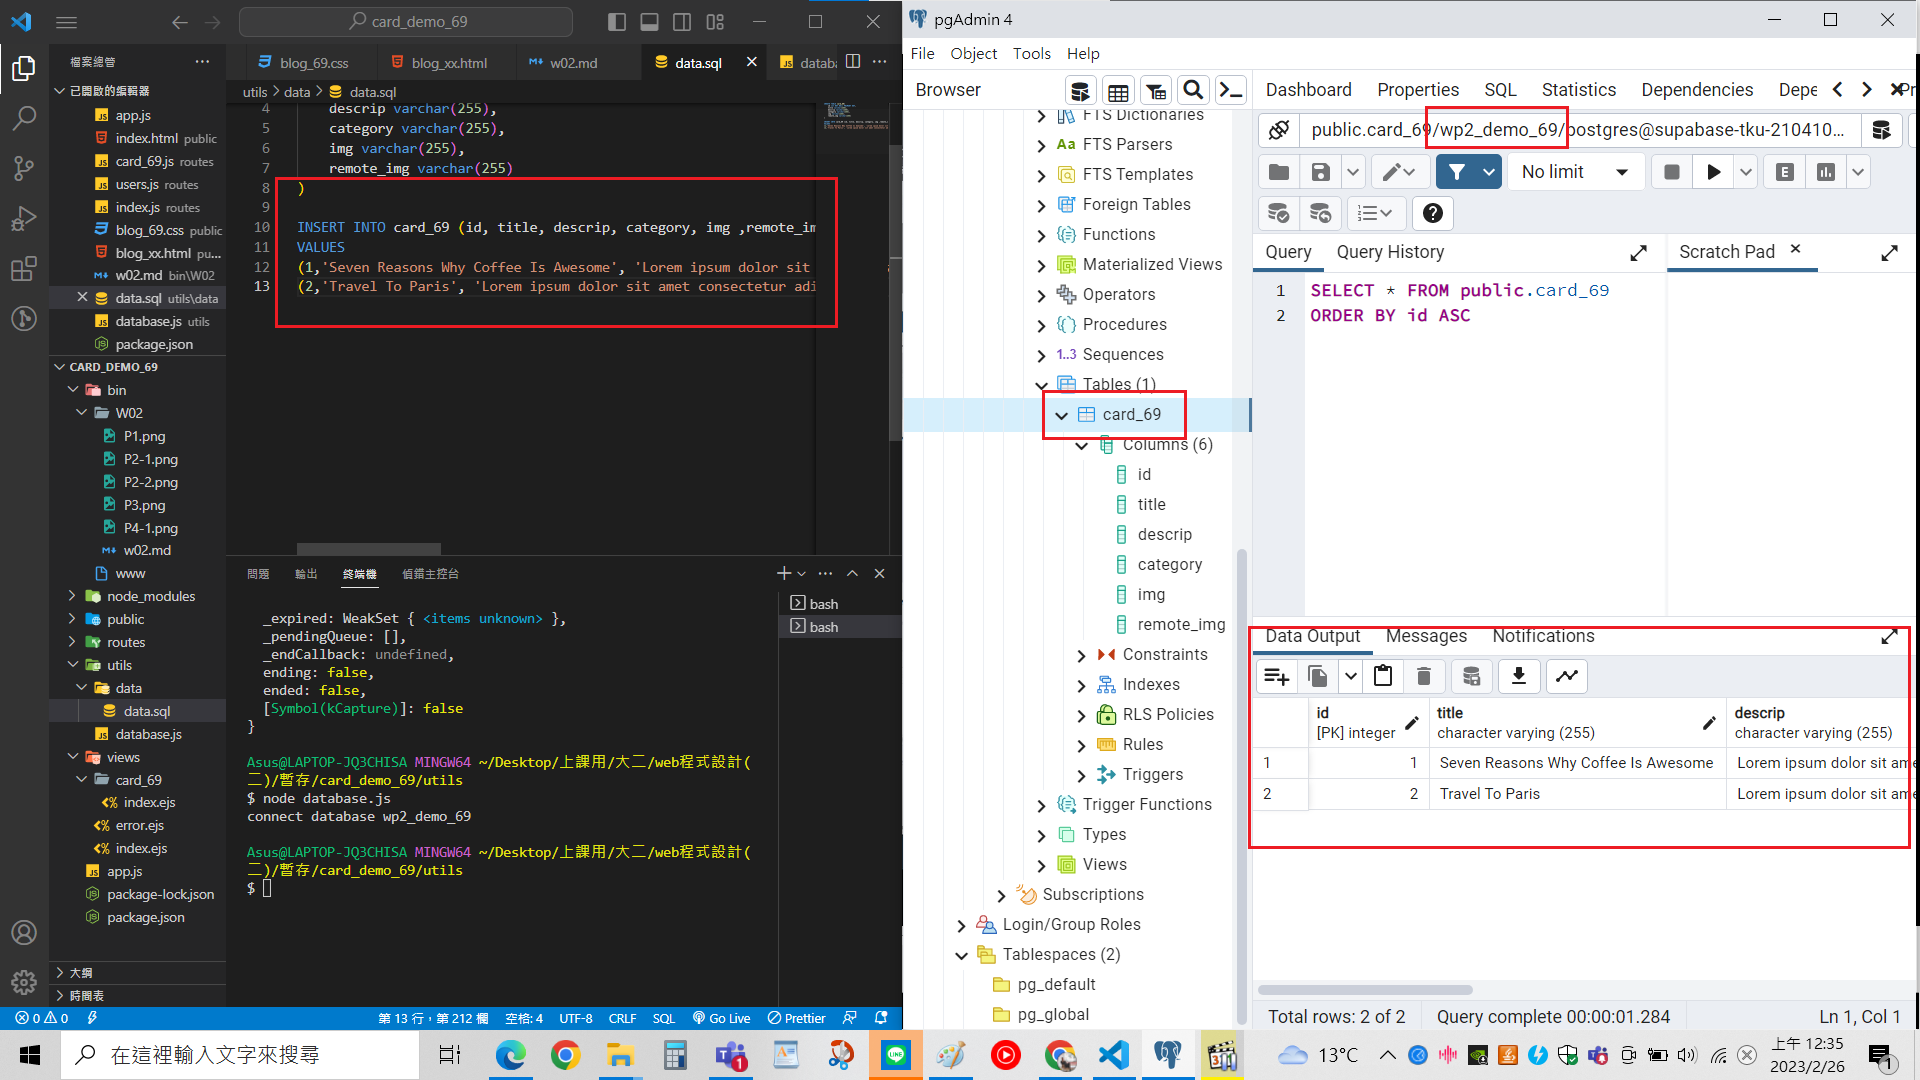 card_demo_69
檔案總管
已開啟的編輯器
app.js
index.html public
card_69.js routes
users.js routes
index.js routes
blog_69.css public
blog_xx.html pu...
w02.md bin\W02
data.sql utils\data
database.js utils
package.json
CARD_DEMO_69
bin
W02
P1.png
P2-1.png
P2-2.png
P3.png
P4-1.png
w02.md
www
node_modules
public
routes
utils
data
data.sql
database.js
views
card_69
index.ejs
error.ejs
index.ejs
app.js
package-lock.json
package.json
大綱
時間表
blog_69.css
blog_xx.html
w02.md
data.sql
databa
utils > data > data.sql
4 descrip varchar(255),
5 category varchar(255),
6 img varchar(255),
7 remote_img varchar(255)
8 )
9
10 INSERT INTO card_69 (id, title, descrip, category, img ,remote_im
11 VALUES
12 (1,'Seven Reasons Why Coffee Is Awesome', 'Lorem ipsum dolor sit
13 (2,'Travel To Paris', 'Lorem ipsum dolor sit amet consectetur adi
問題 輸出 終端機 偵錯主控台
bash
bash
_expired: WeakSet { <items unknown> },
_pendingQueue: [],
_endCallback: undefined,
ending: false,
ended: false,
[Symbol(kCapture)]: false
}
Asus@LAPTOP-JQ3CHISA MINGW64 ~/Desktop/上課用/大二/web程式設計(
二)/暫存/card_demo_69/utils
$ node database.js
connect database wp2_demo_69
Asus@LAPTOP-JQ3CHISA MINGW64 ~/Desktop/上課用/大二/web程式設計(
二)/暫存/card_demo_69/utils
$
0 0 第 13 行，第 212 欄 空格: 4 UTF-8 CRLF SQL Go Live Prettier
pgAdmin 4
File Object Tools Help
Browser
FTS Dictionaries
FTS Parsers
FTS Templates
Foreign Tables
Functions
Materialized Views
Operators
Procedures
1..3 Sequences
Tables (1)
card_69
Columns (6)
id
title
descrip
category
img
remote_img
Constraints
Indexes
RLS Policies
Rules
Triggers
Trigger Functions
Types
Views
Subscriptions
Login/Group Roles
Tablespaces (2)
pg_default
pg_global
Dashboard Properties SQL Statistics Dependencies Depe
public.card_69/wp2_demo_69/postgres@supabase-tku-210410...
No limit
Query Query History
Scratch Pad
1 SELECT * FROM public.card_69
2 ORDER BY id ASC
Data Output Messages Notifications
id title descrip
[PK] integer character varying (255) character varying (255)
1 1 Seven Reasons Why Coffee Is Awesome Lorem ipsum dolor sit ame
2 2 Travel To Paris Lorem ipsum dolor sit ame
Total rows: 2 of 2 Query complete 00:00:01.284 Ln 1, Col 1
在這裡輸入文字來搜尋
13°C
上午 12:35
2023/2/26